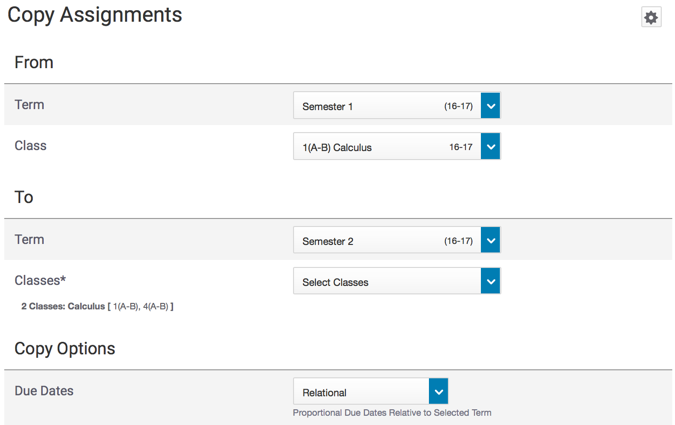 Copy Assignments
From
Term Semester 1 (16-17)
Class 1(A-B) Calculus 16-17
To
Term Semester 2 (16-17)
Classes* Select Classes
2 Classes: Calculus [ 1(A-B), 4(A-B) ]
Copy Options
Due Dates Relational
Proportional Due Dates Relative to Selected Term